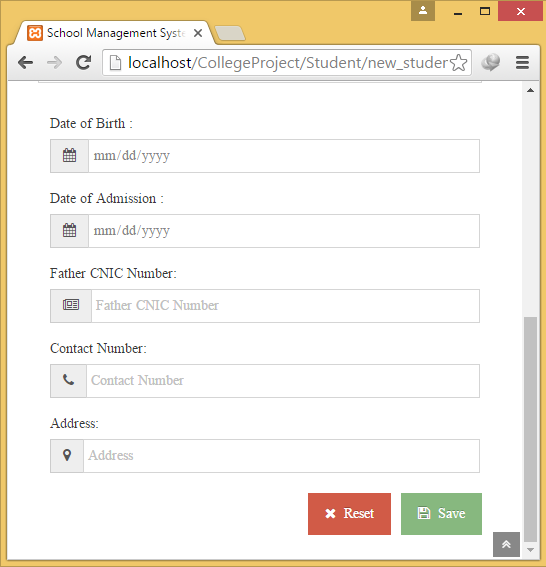 School Management Syste
localhost/CollegeProject/Student/new_studer
Date of Birth :
mm/dd/yyyy
Date of Admission :
mm/dd/yyyy
Father CNIC Number:
Father CNIC Number
Contact Number:
Contact Number
Address:
Address
Reset Save